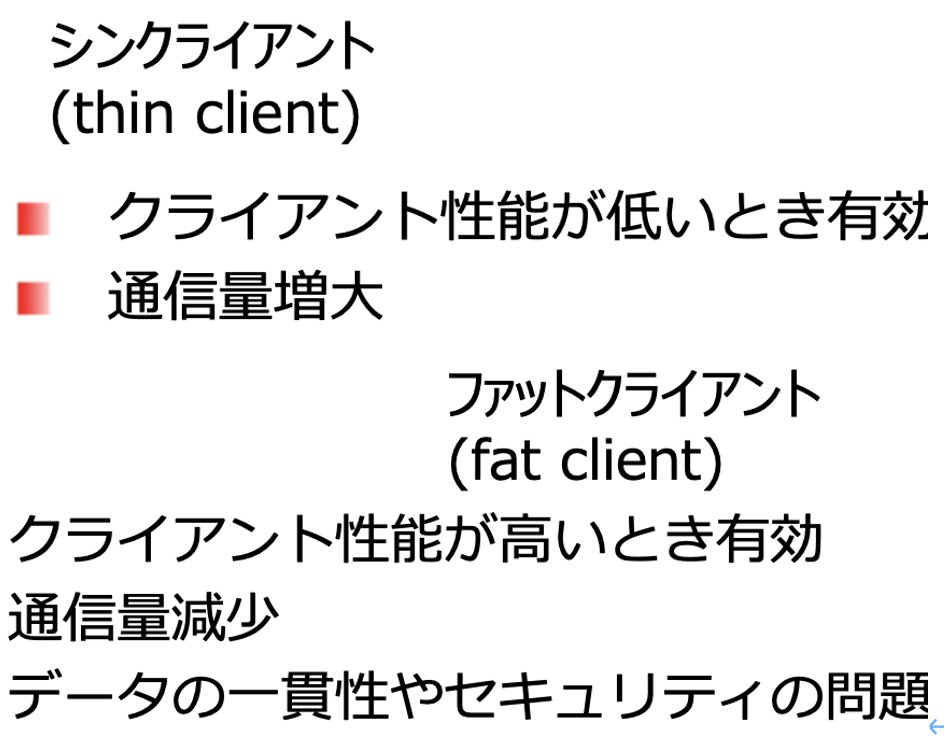 シンクライアント
(thin client)
クライアント性能が低いとき有効
通信量増大
ファットクライアント
(fat client)
クライアント性能が高いとき有効
通信量減少
データの一貫性やセキュリティの問題